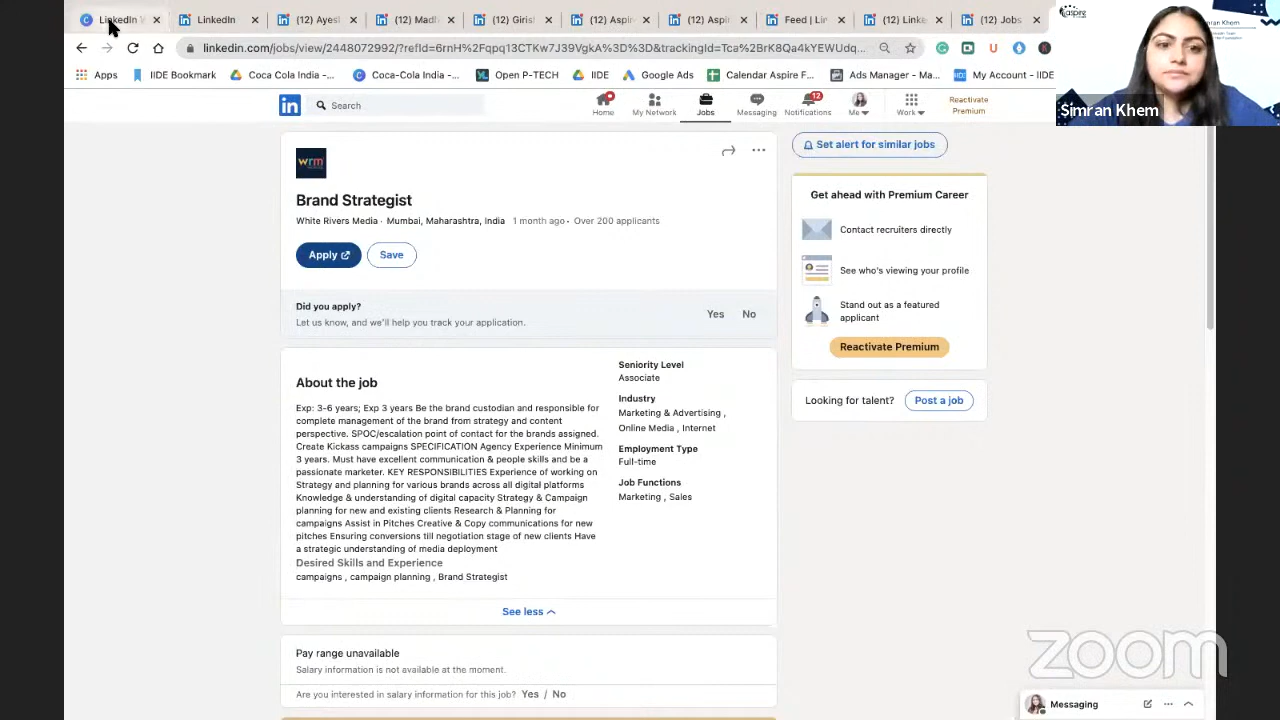 LinkedIn W
LinkedIn
(12) Ayes
(12) Madl
(12) Giris
(12) Aspir
(12) Aspi
Feed | Lin
(12) Linke
(12) Jobs
linkedin.com/jobs/view/2448672992/?refId=6rnH9E2FqpqYhxVw7J39VgkAw%3D%3D&trackingId=Tca%2BrK8Gq4kYEWUdq...
Apps
IIDE Bookmark
Coca Cola India -...
Coca-Cola India -...
Open P-TECH
IIDE
Google Ads
Calendar Aspire F...
Ads Manager - Ma...
My Account - IIDE
aspire
Simran Khem
in
Search
Home
My Network
Jobs
Messaging
12
Notifications
Me
Work
Reactivate
Premium
wrm
Brand Strategist
White Rivers Media · Mumbai, Maharashtra, India 1 month ago · Over 200 applicants
Apply
Save
Did you apply?
Let us know, and we'll help you track your application.
Yes
No
About the job
Exp: 3-6 years; Exp 3 years Be the brand custodian and responsible for
complete management of the brand from strategy and content
perspective. SPOC/escalation point of contact for the brands assigned.
Create Kickass campaigns SPECIFICATION Agency Experience Minimum
3 years. Must have excellent communication & people skills and be a
passionate marketer. KEY RESPONSIBILITIES Experience of working on
Strategy and planning for various brands across all digital platforms
Knowledge & understanding of digital capacity Strategy & Campaign
planning for new and existing clients Research & Planning for
campaigns Assist in Pitches Creative & Copy communications for new
pitches Ensuring conversions till negotiation stage of new clients Have
a strategic understanding of media deployment
Desired Skills and Experience
campaigns , campaign planning , Brand Strategist
See less
Seniority Level
Associate
Industry
Marketing & Advertising ,
Online Media , Internet
Employment Type
Full-time
Job Functions
Marketing , Sales
Pay range unavailable
Salary information is not available at the moment.
Are you interested in salary information for this job? Yes / No
Set alert for similar jobs
Get ahead with Premium Career
Contact recruiters directly
See who's viewing your profile
Stand out as a featured
applicant
Reactivate Premium
Looking for talent?
Post a job
zoom
Messaging